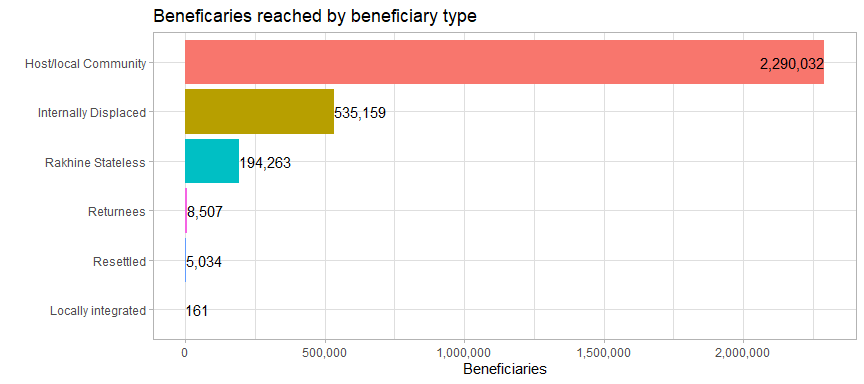 Beneficaries reached by beneficiary type
Host/local Community
2,290,032
Internally Displaced
535,159
Rakhine Stateless
194,263
Returnees
8,507
Resettled
5,034
Locally integrated
161
0
500,000
1,000,000
1,500,000
2,000,000
Beneficiaries